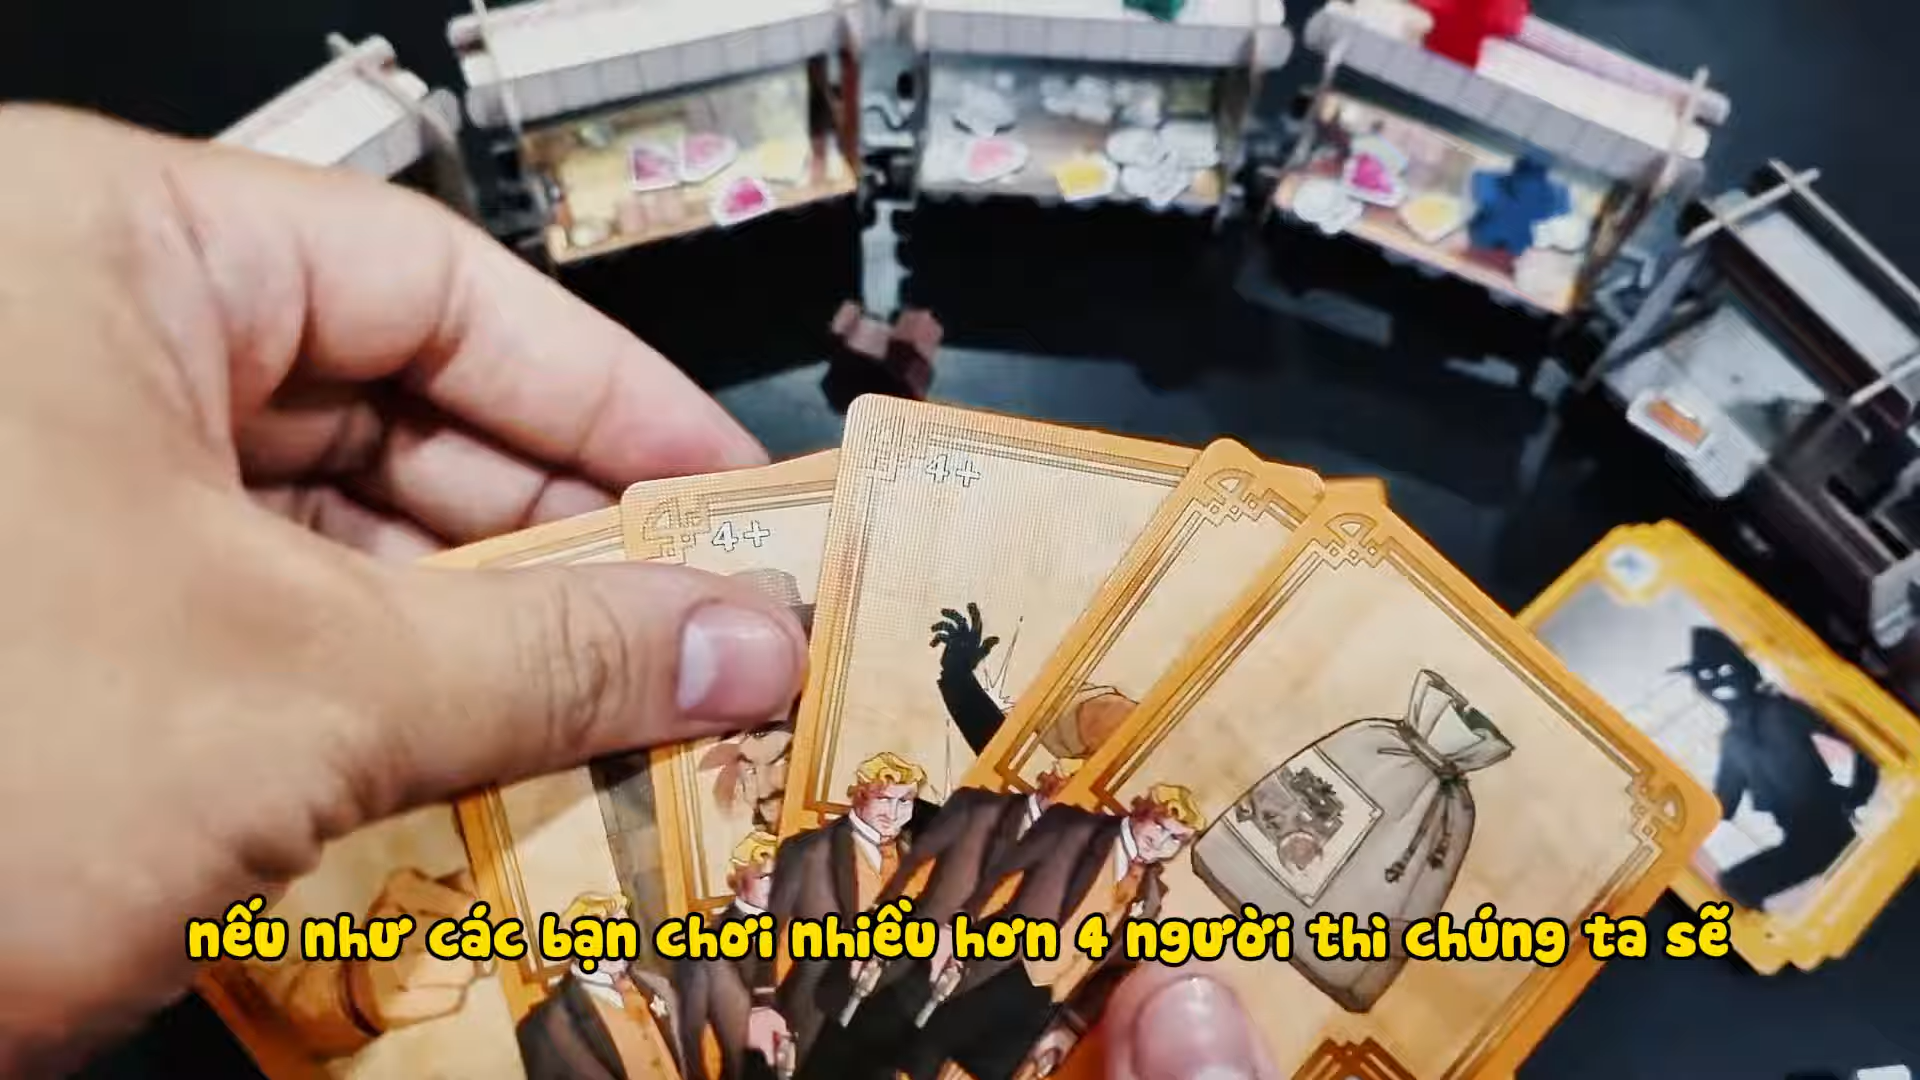 4+
4+
nếu như các bạn chơi nhiều hơn 4 người thì chúng ta sẽ